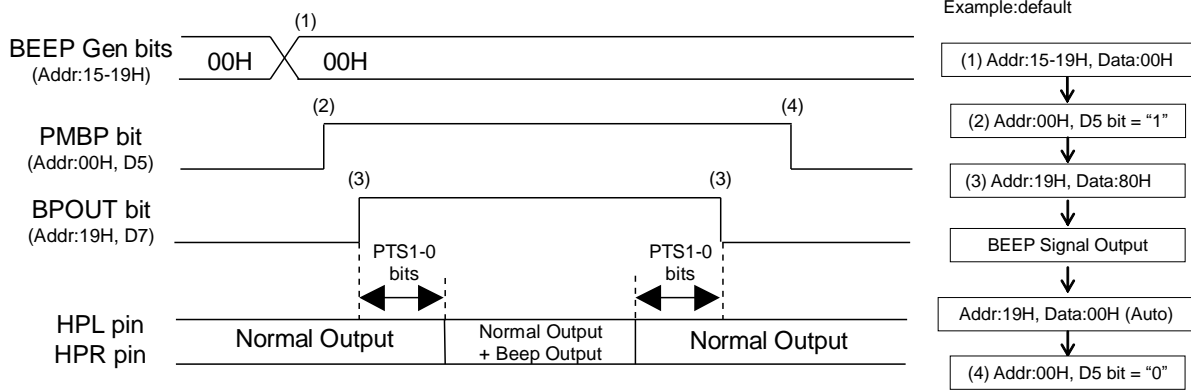 Example:default
(1)
BEEP Gen bits
(Addr:15-19H)
00H
00H
(1) Addr:15-19H, Data:00H
(2)
(4)
PMBP bit
(Addr:00H, D5)
(2) Addr:00H, D5 bit = “1”
(3)
(3)
(3) Addr:19H, Data:80H
BPOUT bit
(Addr:19H, D7)
PTS1-0
bits
PTS1-0
bits
BEEP Signal Output
HPL pin
HPR pin
Normal Output
Normal Output
+ Beep Output
Normal Output
Addr:19H, Data:00H (Auto)
(4) Addr:00H, D5 bit = “0”